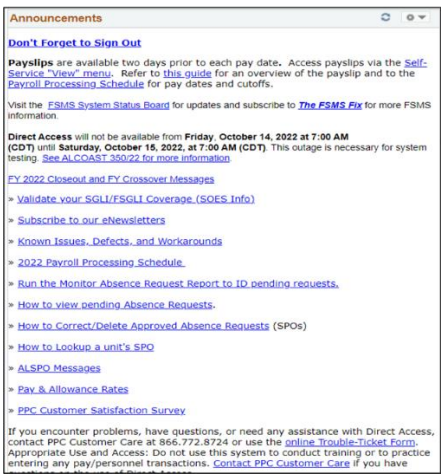 Announcements
Don't Forget to Sign Out
Payslips are available two days prior to each pay date. Access payslips via the Self-
Service "View" menu. Refer to this guide for an overview of the payslip and to the
Payroll Processing Schedule for pay dates and cutoffs.
Visit the FSMS System Status Board for updates and subscribe to The FSMS Fix for more FSMS
information.
Direct Access will not be available from Friday, October 14, 2022 at 7:00 AM
(CDT) until Saturday, October 15, 2022, at 7:00 AM (CDT). This outage is necessary for system
testing. See ALCOAST 350/22 for more information.
FY 2022 Closeout and FY Crossover Messages
» Validate your SGLI/FSGLI Coverage (SOES Info)
» Subscribe to our eNewsletters
» Known Issues, Defects, and Workarounds
» 2022 Payroll Processing Schedule
» Run the Monitor Absence Request Report to ID pending requests.
» How to view pending Absence Requests.
» How to Correct/Delete Approved Absence Requests (SPOs)
» How to Lookup a unit's SPO
» ALSPO Messages
» Pay & Allowance Rates
» PPC Customer Satisfaction Survey
If you encounter problems, have questions, or need any assistance with Direct Access,
contact PPC Customer Care at 866.772.8724 or use the online Trouble-Ticket Form.
Appropriate Use and Access: Do not use this system to conduct training or to practice
entering any pay/personnel transactions. Contact PPC Customer Care if you have